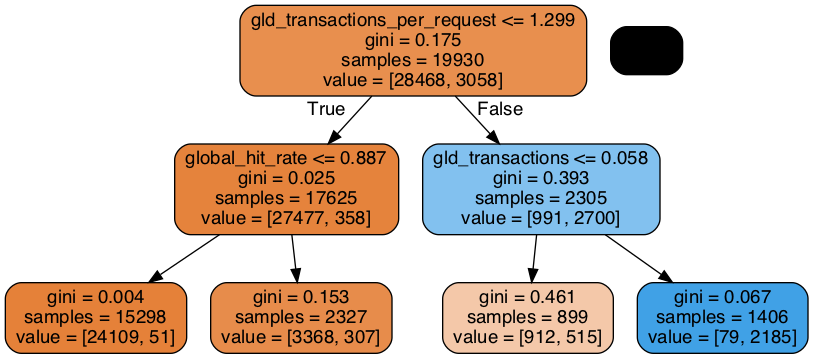 gld_transactions_per_request <= 1.299
gini = 0.175
samples = 19930
value = [28468, 3058]
True
False
global_hit_rate <= 0.887
gini = 0.025
samples = 17625
value = [27477, 358]
gld_transactions <= 0.058
gini = 0.393
samples = 2305
value = [991, 2700]
gini = 0.004
samples = 15298
value = [24109, 51]
gini = 0.153
samples = 2327
value = [3368, 307]
gini = 0.461
samples = 899
value = [912, 515]
gini = 0.067
samples = 1406
value = [79, 2185]